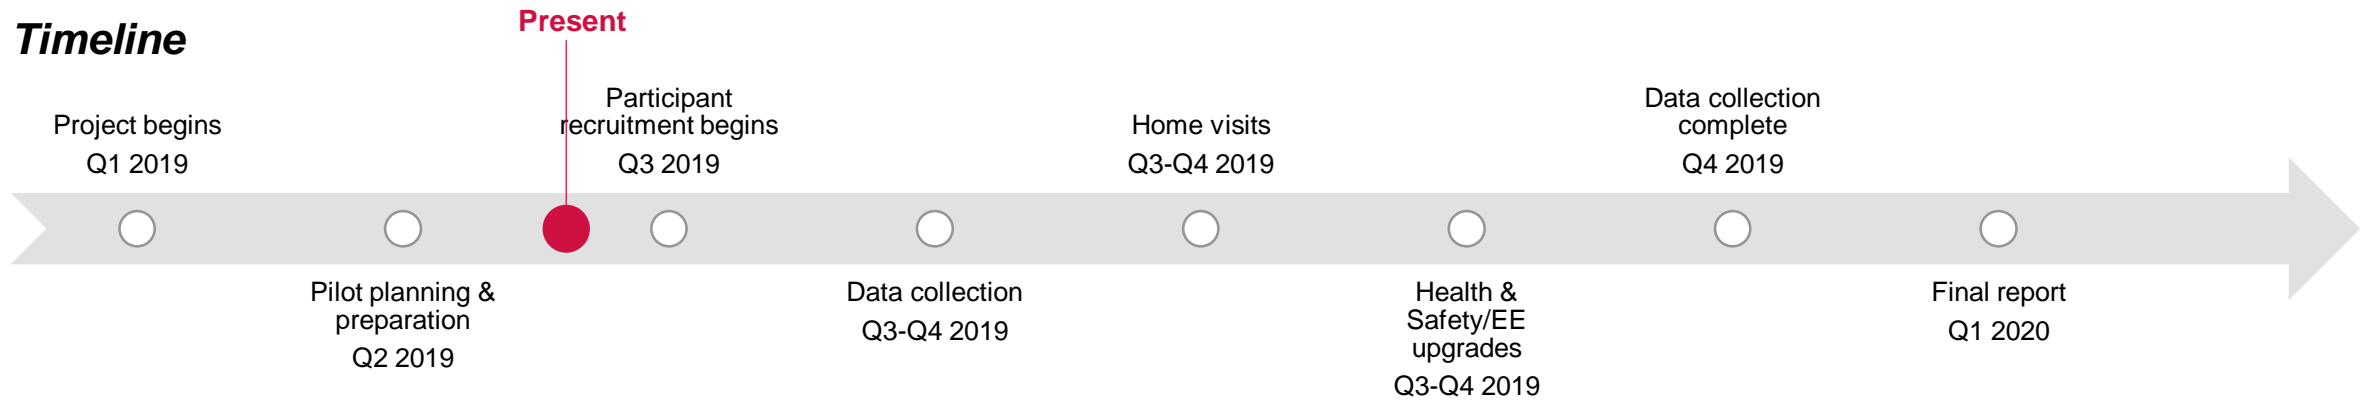 Timeline
Present
Project begins
Q1 2019
Pilot planning &
preparation
Q2 2019
Participant
recruitment begins
Q3 2019
Data collection
Q3-Q4 2019
Home visits
Q3-Q4 2019
Health &
Safety/EE
upgrades
Q3-Q4 2019
Data collection
complete
Q4 2019
Final report
Q1 2020